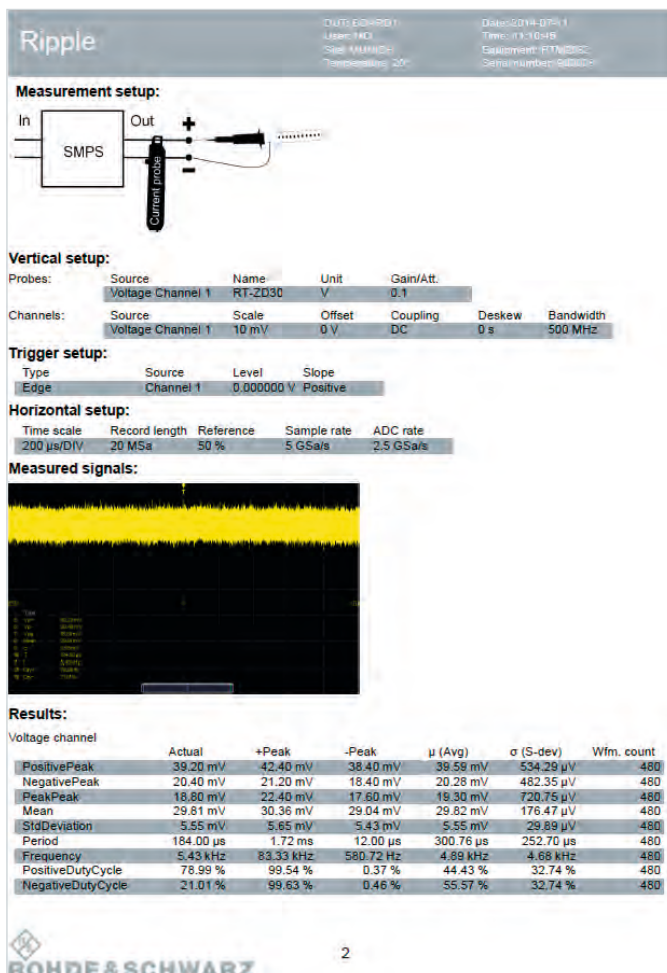 Ripple
Measurement setup:
In Out +
SMPS
Current probe
−
Vertical setup:
Probes: Source Name Unit Gain/Att.
Voltage Channel 1 RT-ZD30 V 0.1
Channels: Source Scale Offset Coupling Deskew Bandwidth
Voltage Channel 1 10 mV 0 V DC 0 s 500 MHz
Trigger setup:
Type Source Level Slope
Edge Channel 1 0.000000 V Positive
Horizontal setup:
Time scale Record length Reference Sample rate ADC rate
200 µs/DIV 20 MSa 50 % 5 GSa/s 2.5 GSa/s
Measured signals:
Results:
Voltage channel
Actual +Peak -Peak µ (Avg) σ (S-dev) Wfm. count
PositivePeak 39.20 mV 42.40 mV 38.40 mV 39.59 mV 534.29 µV 480
NegativePeak 20.40 mV 21.20 mV 18.40 mV 20.28 mV 482.35 µV 480
PeakPeak 18.80 mV 22.40 mV 17.60 mV 19.30 mV 720.75 µV 480
Mean 29.81 mV 30.36 mV 29.04 mV 29.82 mV 176.47 µV 480
StdDeviation 5.55 mV 5.65 mV 5.43 mV 5.55 mV 29.89 µV 480
Period 184.00 µs 1.72 ms 12.00 µs 300.76 µs 252.70 µs 480
Frequency 5.43 kHz 83.33 kHz 580.72 Hz 4.89 kHz 4.68 kHz 480
PositiveDutyCycle 78.99 % 99.54 % 0.37 % 44.43 % 32.74 % 480
NegativeDutyCycle 21.01 % 99.63 % 0.46 % 55.57 % 32.74 % 480
2
ROHDE&SCHWARZ